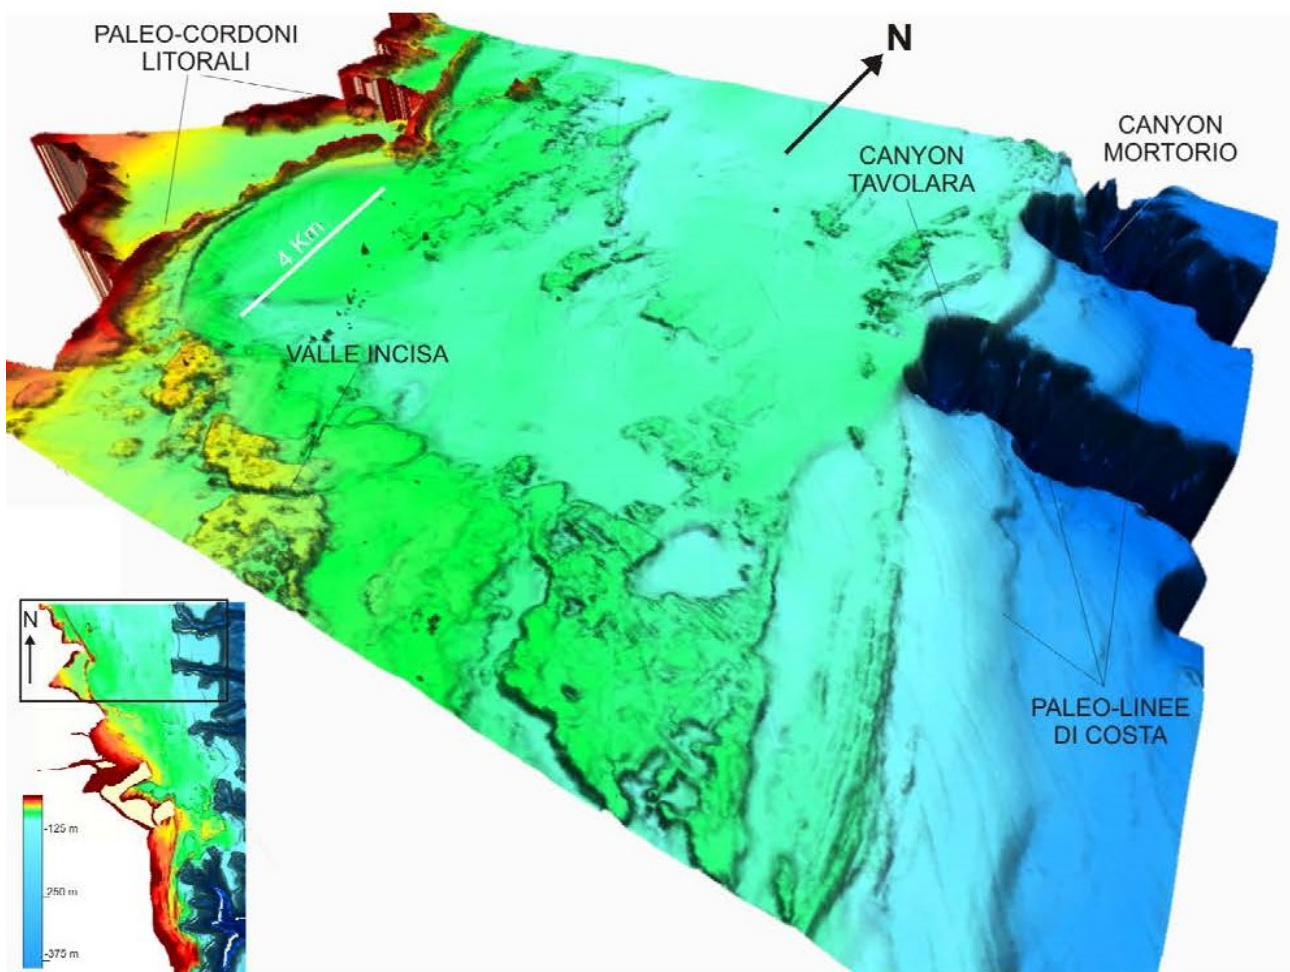 PALEO-CORDONI
LITORALI
N
CANYON
MORTORIO
CANYON
TAVOLARA
4 Km
VALLE INCISA
N
PALEO-LINEE
DI COSTA
-125 m
-250 m
-375 m